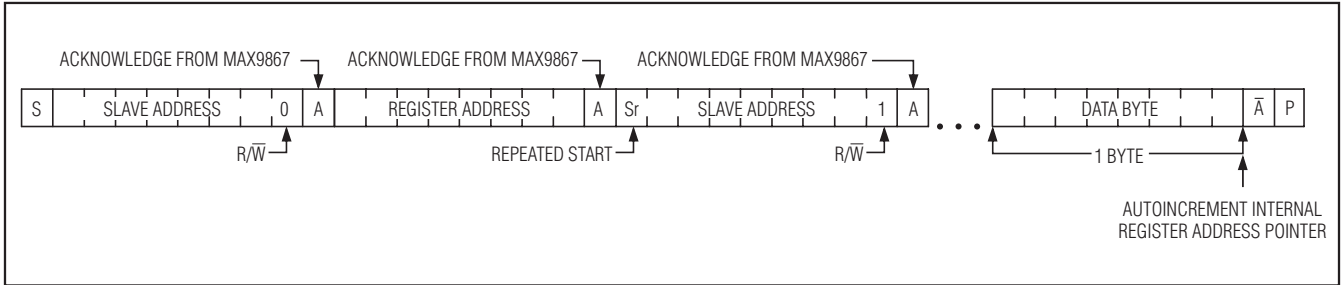 ACKNOWLEDGE FROM MAX9867 ACKNOWLEDGE FROM MAX9867 ACKNOWLEDGE FROM MAX9867
S SLAVE ADDRESS 0 A REGISTER ADDRESS A Sr SLAVE ADDRESS 1 A • • • DATA BYTE A̅ P
R/W̅ REPEATED START R/W̅ 1 BYTE
AUTOINCREMENT INTERNAL
REGISTER ADDRESS POINTER